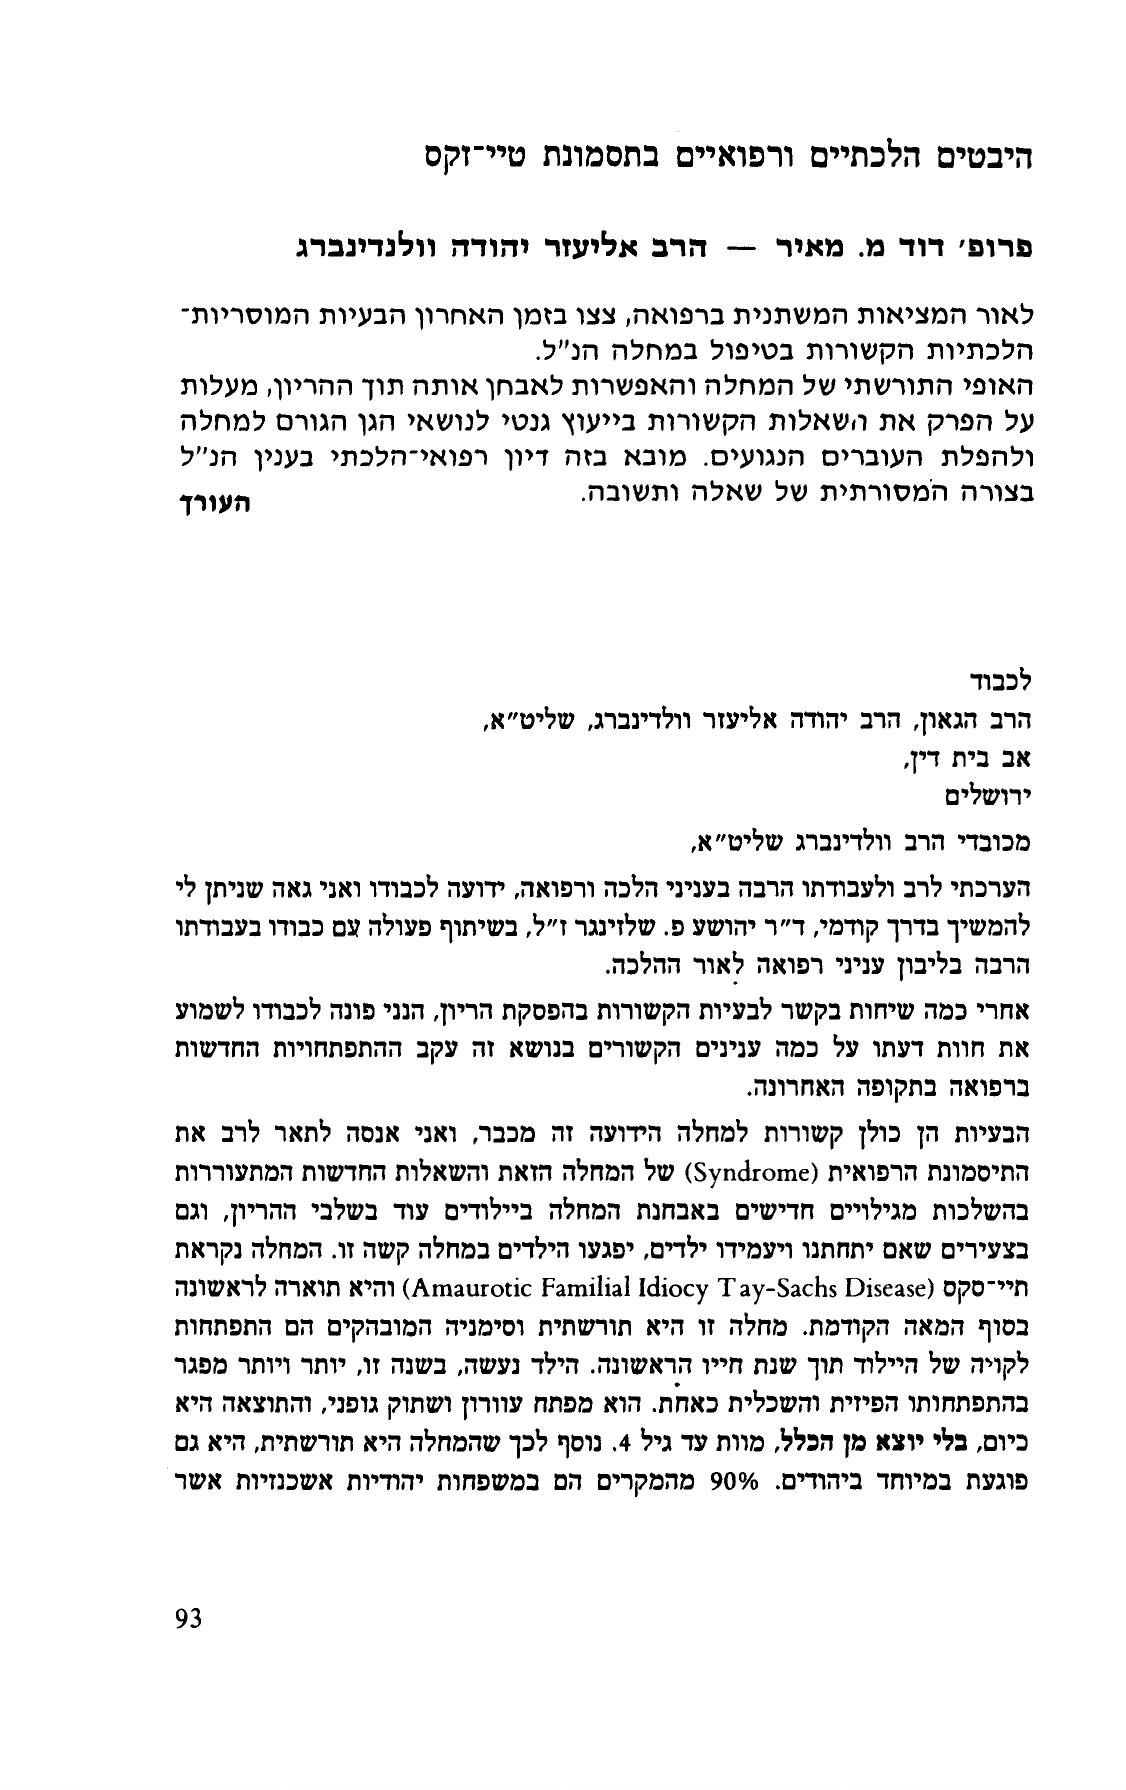 היבטים הלכתיים ורפואיים בתסמונת טיי־זקס
פרופ׳ דוד מ. מאיר — הרב אליעזר יהודה וולנדינברג
לאור המציאות המשתנית ברפואה, צצו בזמן האחרון הבעיות המוסריות־
הלכתיות הקשורות בטיפול במחלה הנ״ל.
האופי התורשתי של המחלה והאפשרות לאבחן אותה תוך ההריון, מעלות
על הפרק את השאלות הקשורות בייעוץ גנטי לנושאי הגן הגורם למחלה
ולהפלת העוברים הנגועים. מובא בזה דיון רפואי־הלכתי בענין הנ״ל
בצורה המסורתית של שאלה ותשובה.
העורך
לכבוד
הרב הגאון, הרב יהודה אליעזר וולדינברג, שליט״א,
אב בית דין,
ירושלים
מכובדי הרב וולדינברג שליט״א,
הערכתי לרב ולעבודתו הרבה בעניני הלכה ורפואה, ידועה לכבודו ואני גאה שניתן לי
להמשיך בדרך קודמי, ד״ר יהושע פ. שלזינגר ז״ל, בשיתוף פעולה עם כבודו בעבודתו
הרבה בליבון עניני רפואה לאור ההלכה.
אחרי כמה שיחות בקשר לבעיות הקשורות בהפסקת הריון, הנני פונה לכבודו לשמוע
את חוות דעתו על כמה ענינים הקשורים בנושא זה עקב ההתפתחויות החדשות
ברפואה בתקופה האחרונה.
הבעיות הן כולן קשורות למחלה הידועה זה מכבר, ואני אנסה לתאר לרב את
התיסמונת הרפואית (Syndrome) של המחלה הזאת והשאלות החדשות המתעוררות
בהשלכות מגילויים חדישים באבחנת המחלה ביילודים עוד בשלבי ההריון, וגם
בצעירים שאם יתחתנו ויעמידו ילדים, יפגעו הילדים במחלה קשה זו. המחלה נקראת
תיי־סקס (Amaurotic Familial Idiocy Tay-Sachs Disease) והיא תוארה לראשונה
בסוף המאה הקודמת. מחלה זו היא תורשתית וסימניה המובהקים הם התפתחות
לקויה של היילוד תוך שנת חייו הראשונה. הילד נעשה, בשנה זו, יותר ויותר מפגר
בהתפתחותו הפיזית והשכלית כאחת. הוא מפתח עוורון ושתוק גופני, והתוצאה היא
כיום, בלי יוצא מן הכלל, מוות עד גיל 4. נוסף לכך שהמחלה היא תורשתית, היא גם
פוגעת במיוחד ביהודים. 90% מהמקרים הם במשפחות יהודיות אשכנזיות אשר
93